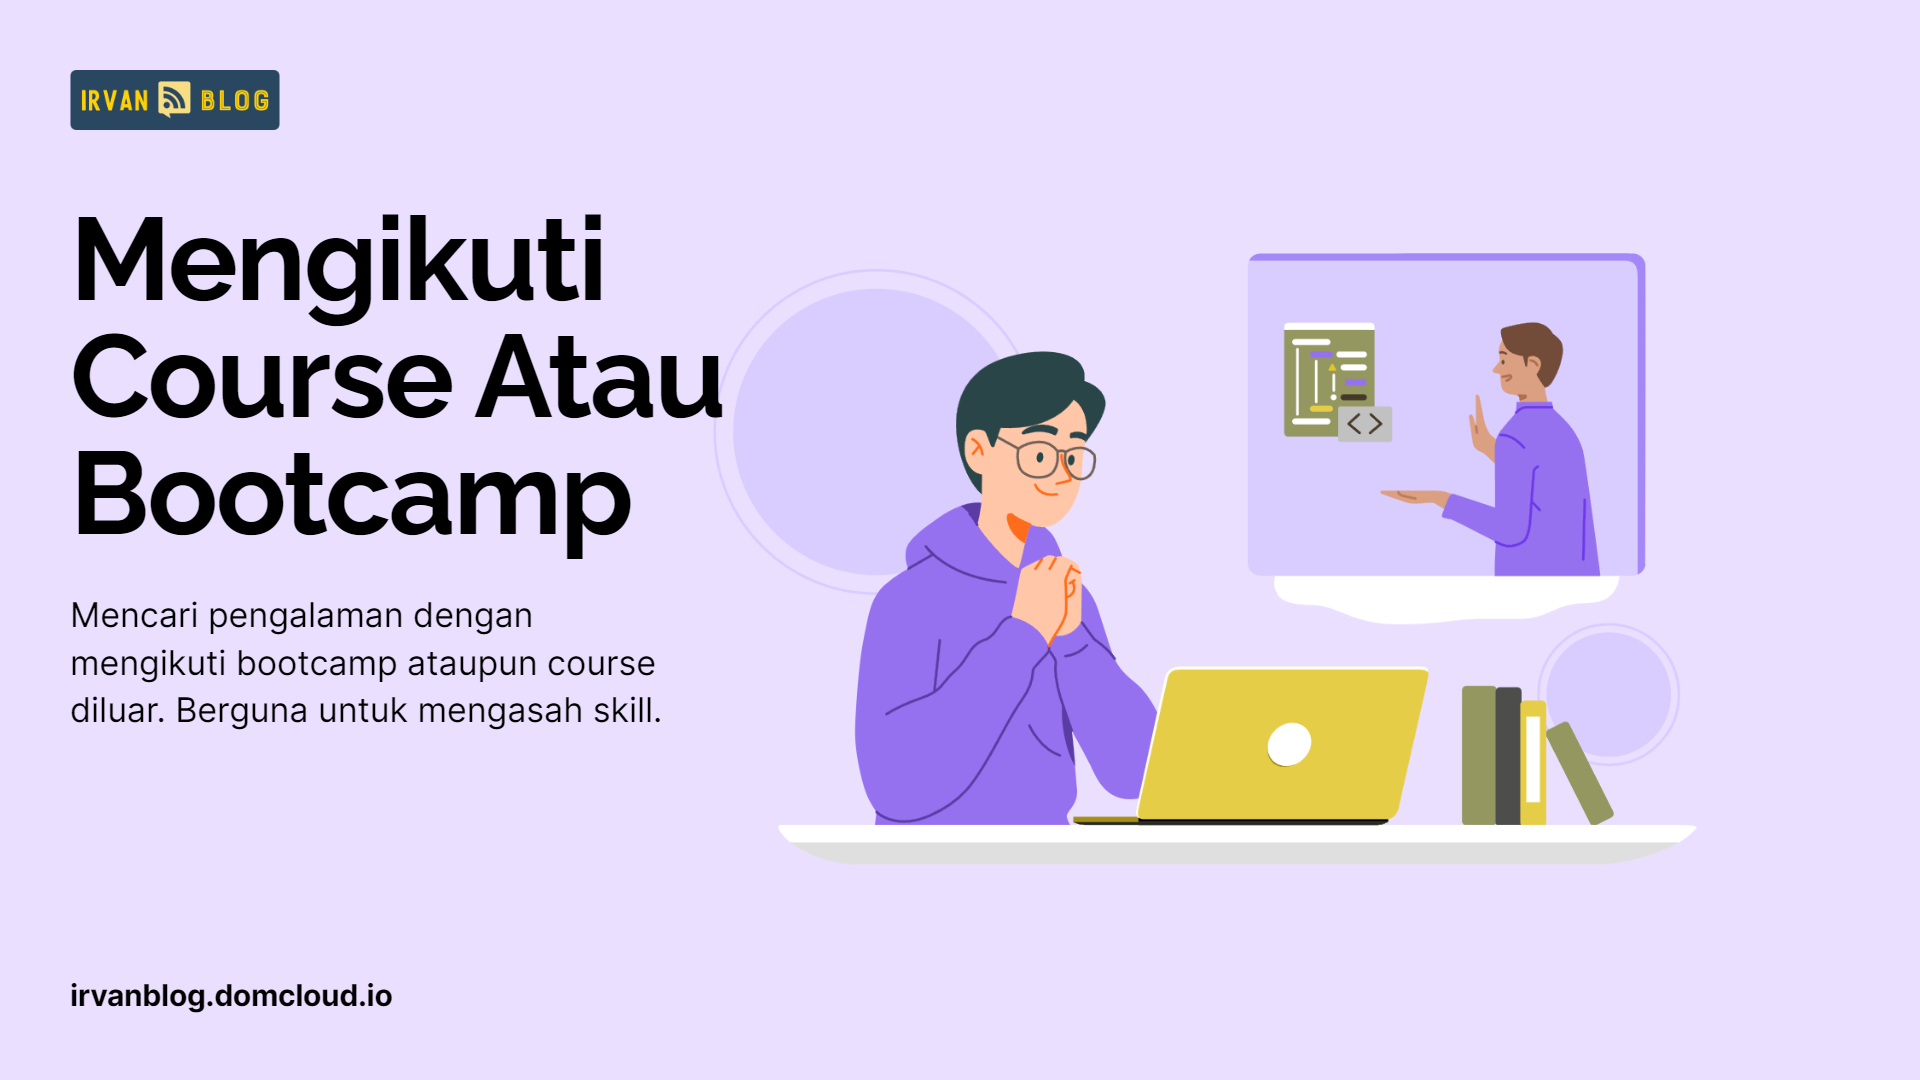 IRVAN BLOG
Mengikuti
Course Atau
Bootcamp
Mencari pengalaman dengan
mengikuti bootcamp ataupun course
diluar. Berguna untuk mengasah skill.
< >
irvanblog.domcloud.io